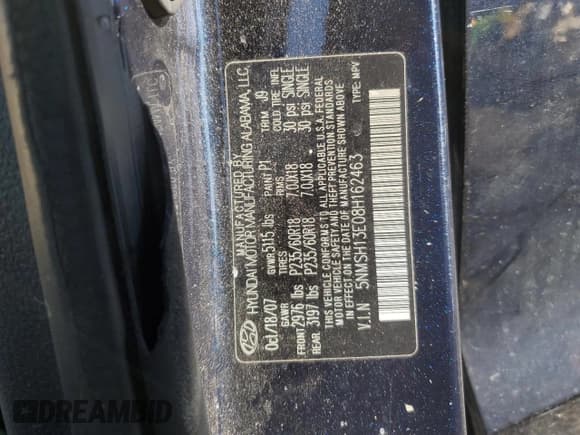 MANUFACTURED BY
HYUNDAI MOTOR MANUFACTURING ALABAMA, LLC.
Oct/18/07 GVWR 5115 lbs PAINT P1 TRIM J9
GAWR TIRES RIMS COLD TIRE INFL.
FRONT 2976 lbs P235/60R18 7.0JX18 30 psi SINGLE
REAR 3197 lbs P235/60R18 7.0JX18 30 psi SINGLE
THIS VEHICLE CONFORMS TO ALL APPLICABLE U.S.A. FEDERAL
MOTOR VEHICLE SAFETY AND THEFT PREVENTION STANDARDS
IN EFFECT ON THE DATE OF MANUFACTURE SHOWN ABOVE
V.I.N 5NMSH13E08H162463 TYPE: MPV
DREAMBID